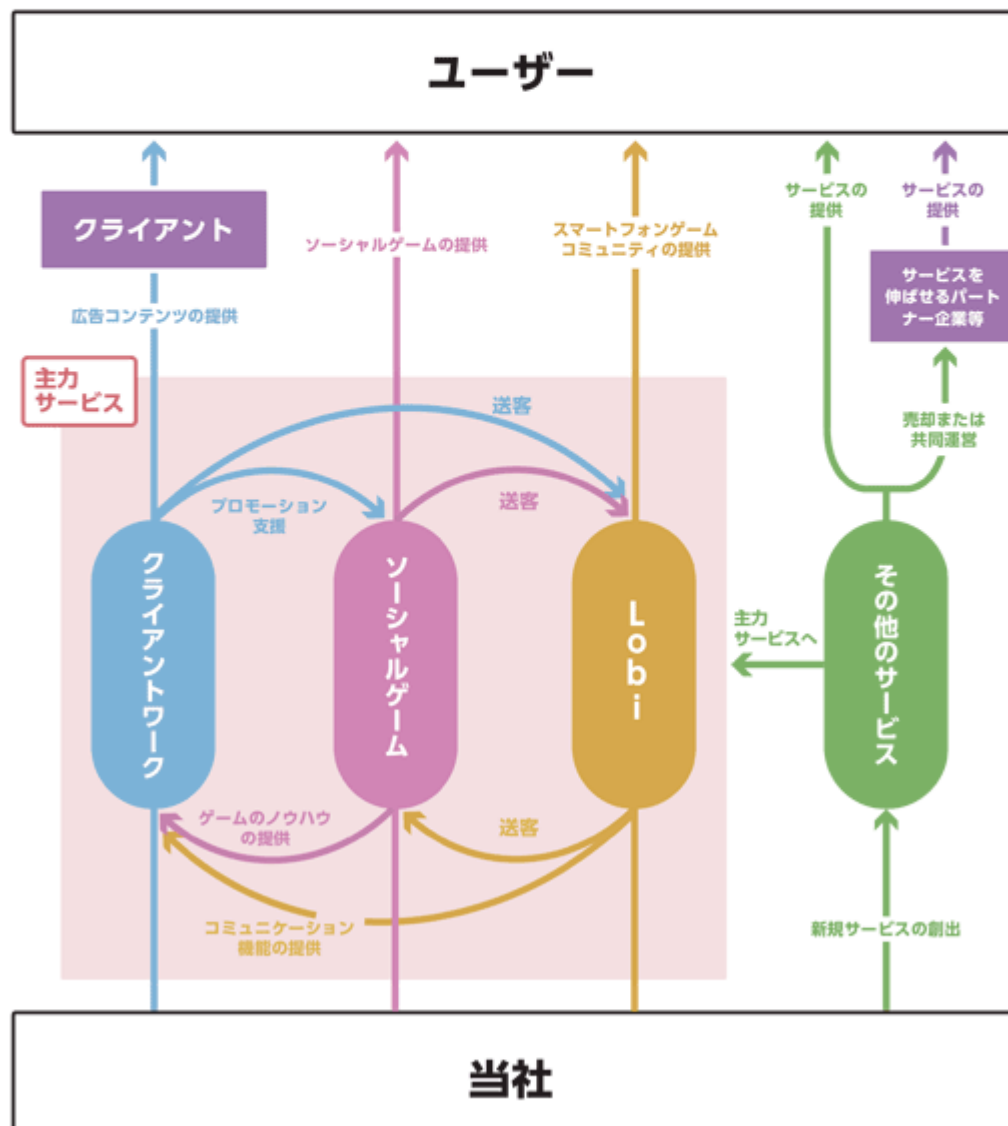 ユーザー
クライアント
広告コンテンツの提供
ソーシャルゲームの提供
スマートフォンゲーム
コミュニティの提供
サービスの
提供
サービスの
提供
サービスを
伸ばせるパート
ナー企業等
売却または
共同運営
主力
サービス
送客
プロモーション
支援
送客
クライアントワーク
ソーシャルゲーム
Lobi
その他のサービス
主力
サービスへ
ゲームのノウハウ
の提供
送客
コミュニケーション
機能の提供
新規サービスの創出
当社